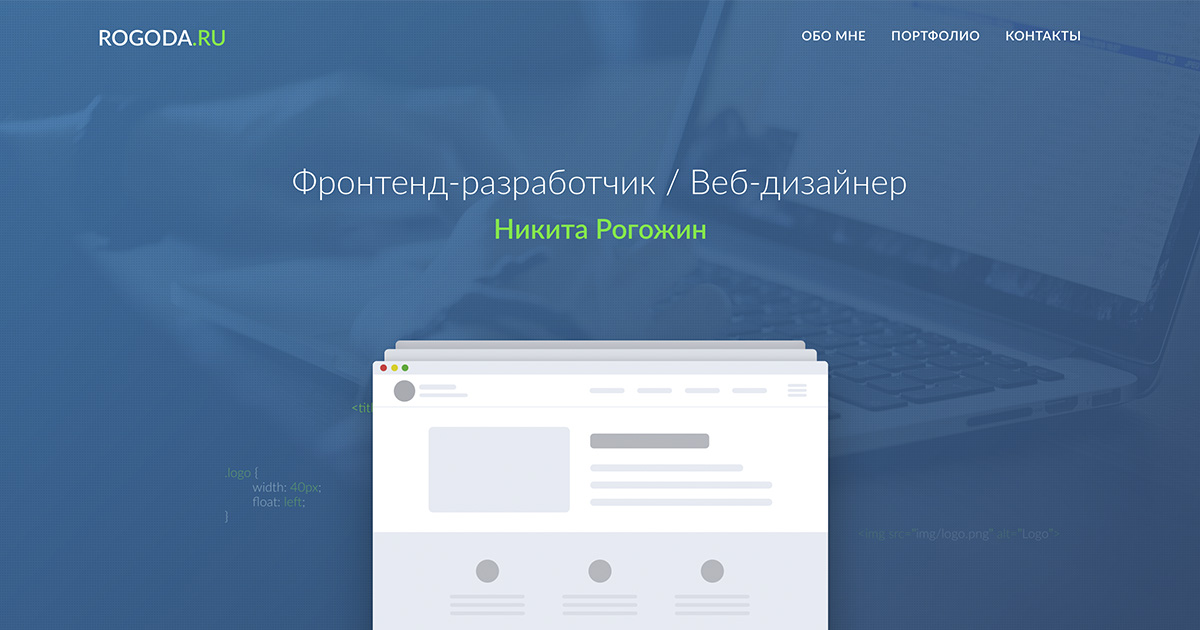 ROGODA.RU
ОБО МНЕ ПОРТФОЛИО КОНТАКТЫ
Фронтенд-разработчик / Веб-дизайнер
Никита Рогожин
<titl
.logo {
width: 40px;
float: left;
}
<img src="img/logo.png" alt="Logo">